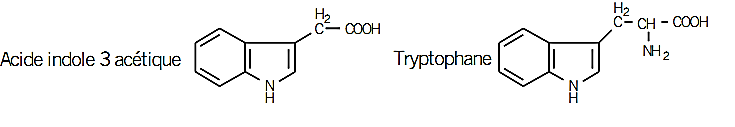 Acide indole 3 acétique
H₂
C – COOH
N
H
Tryptophane
H₂
C – CH – COOH
NH₂
N
H